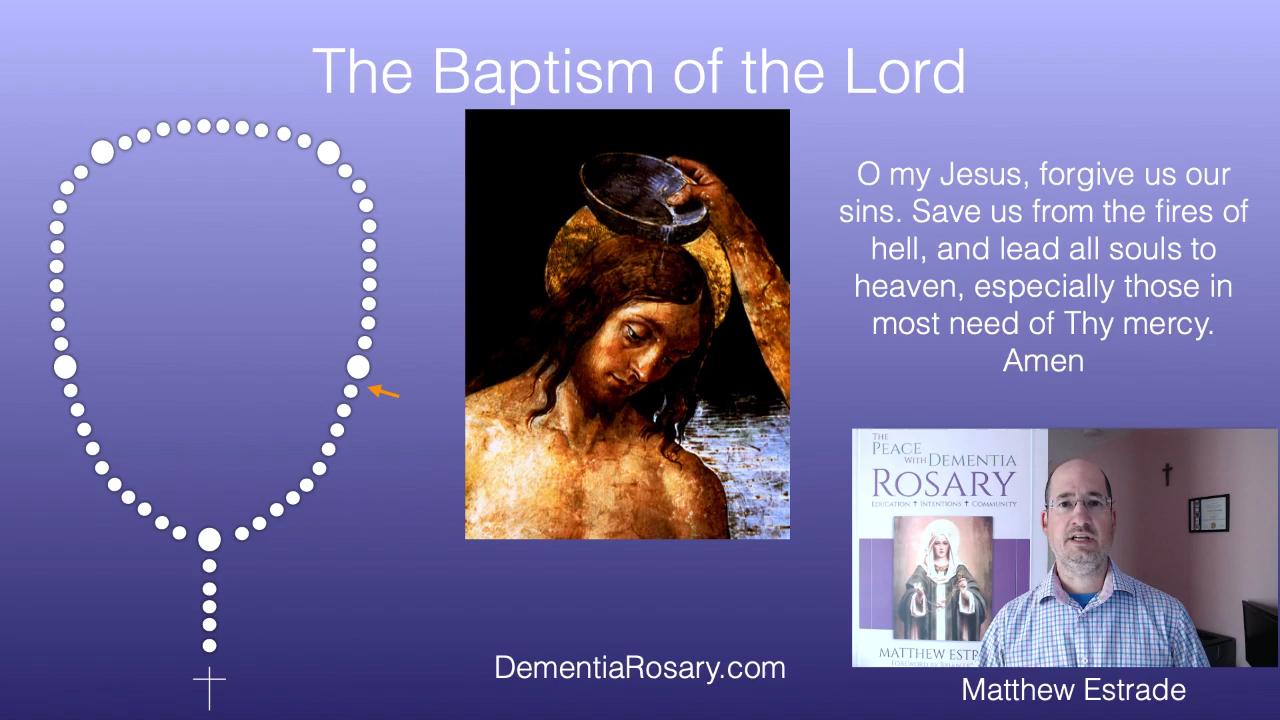 The Baptism of the Lord
O my Jesus, forgive us our
sins. Save us from the fires of
hell, and lead all souls to
heaven, especially those in
most need of Thy mercy.
Amen
THE
PEACE
WITH DEMENTIA
ROSARY
EDUCATION † INTENTIONS † COMMUNITY
MATTHEW
FOREWORD BY
DementiaRosary.com
Matthew Estrade